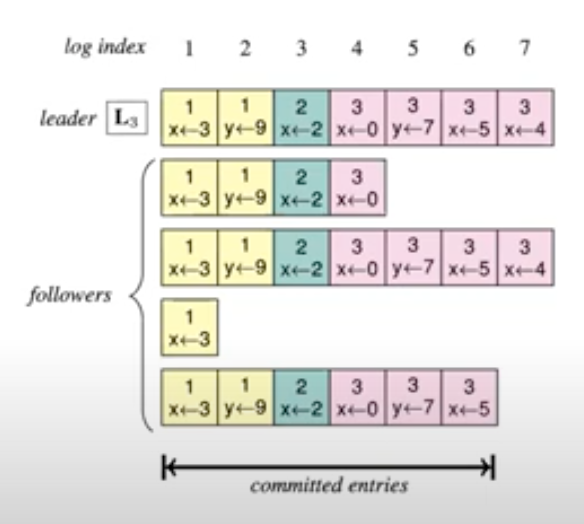 log index 1 2 3 4 5 6 7
leader L₃
1 1 2 3 3 3 3
x←3 y←9 x←2 x←0 y←7 x←5 x←4
1 1 2 3
x←3 y←9 x←2 x←0
1 1 2 3 3 3 3
x←3 y←9 x←2 x←0 y←7 x←5 x←4
followers
1
x←3
1 1 2 3 3 3
x←3 y←9 x←2 x←0 y←7 x←5
committed entries